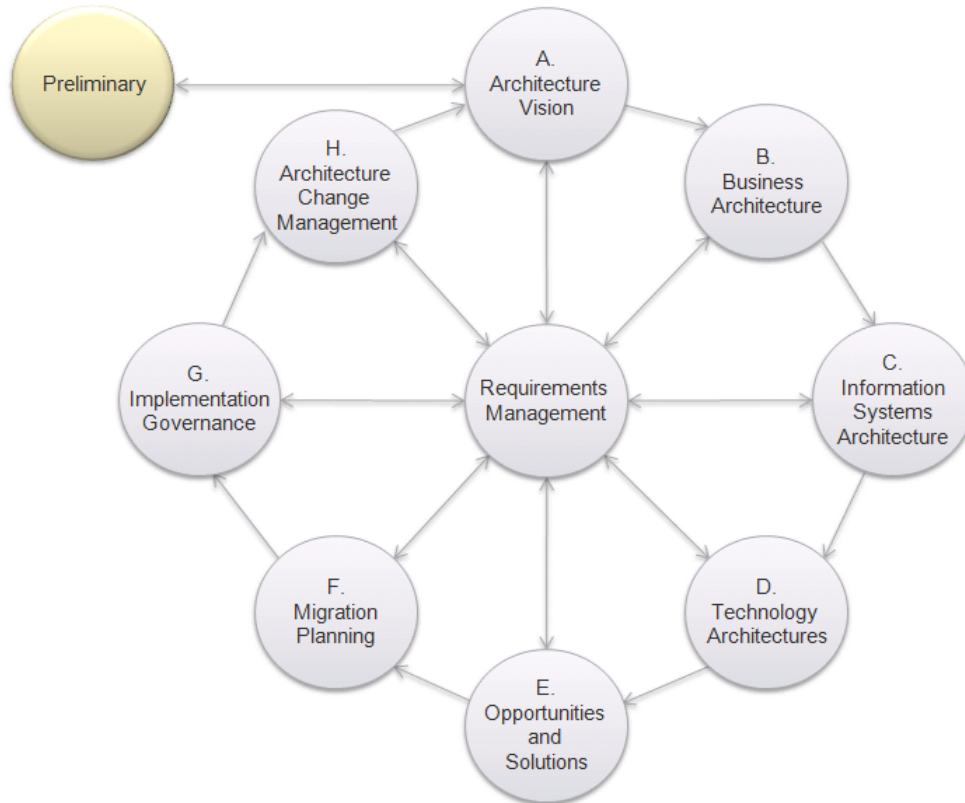 Preliminary
A.
Architecture
Vision
H.
Architecture
Change
Management
B.
Business
Architecture
G.
Implementation
Governance
Requirements
Management
C.
Information
Systems
Architecture
F.
Migration
Planning
D.
Technology
Architectures
E.
Opportunities
and
Solutions